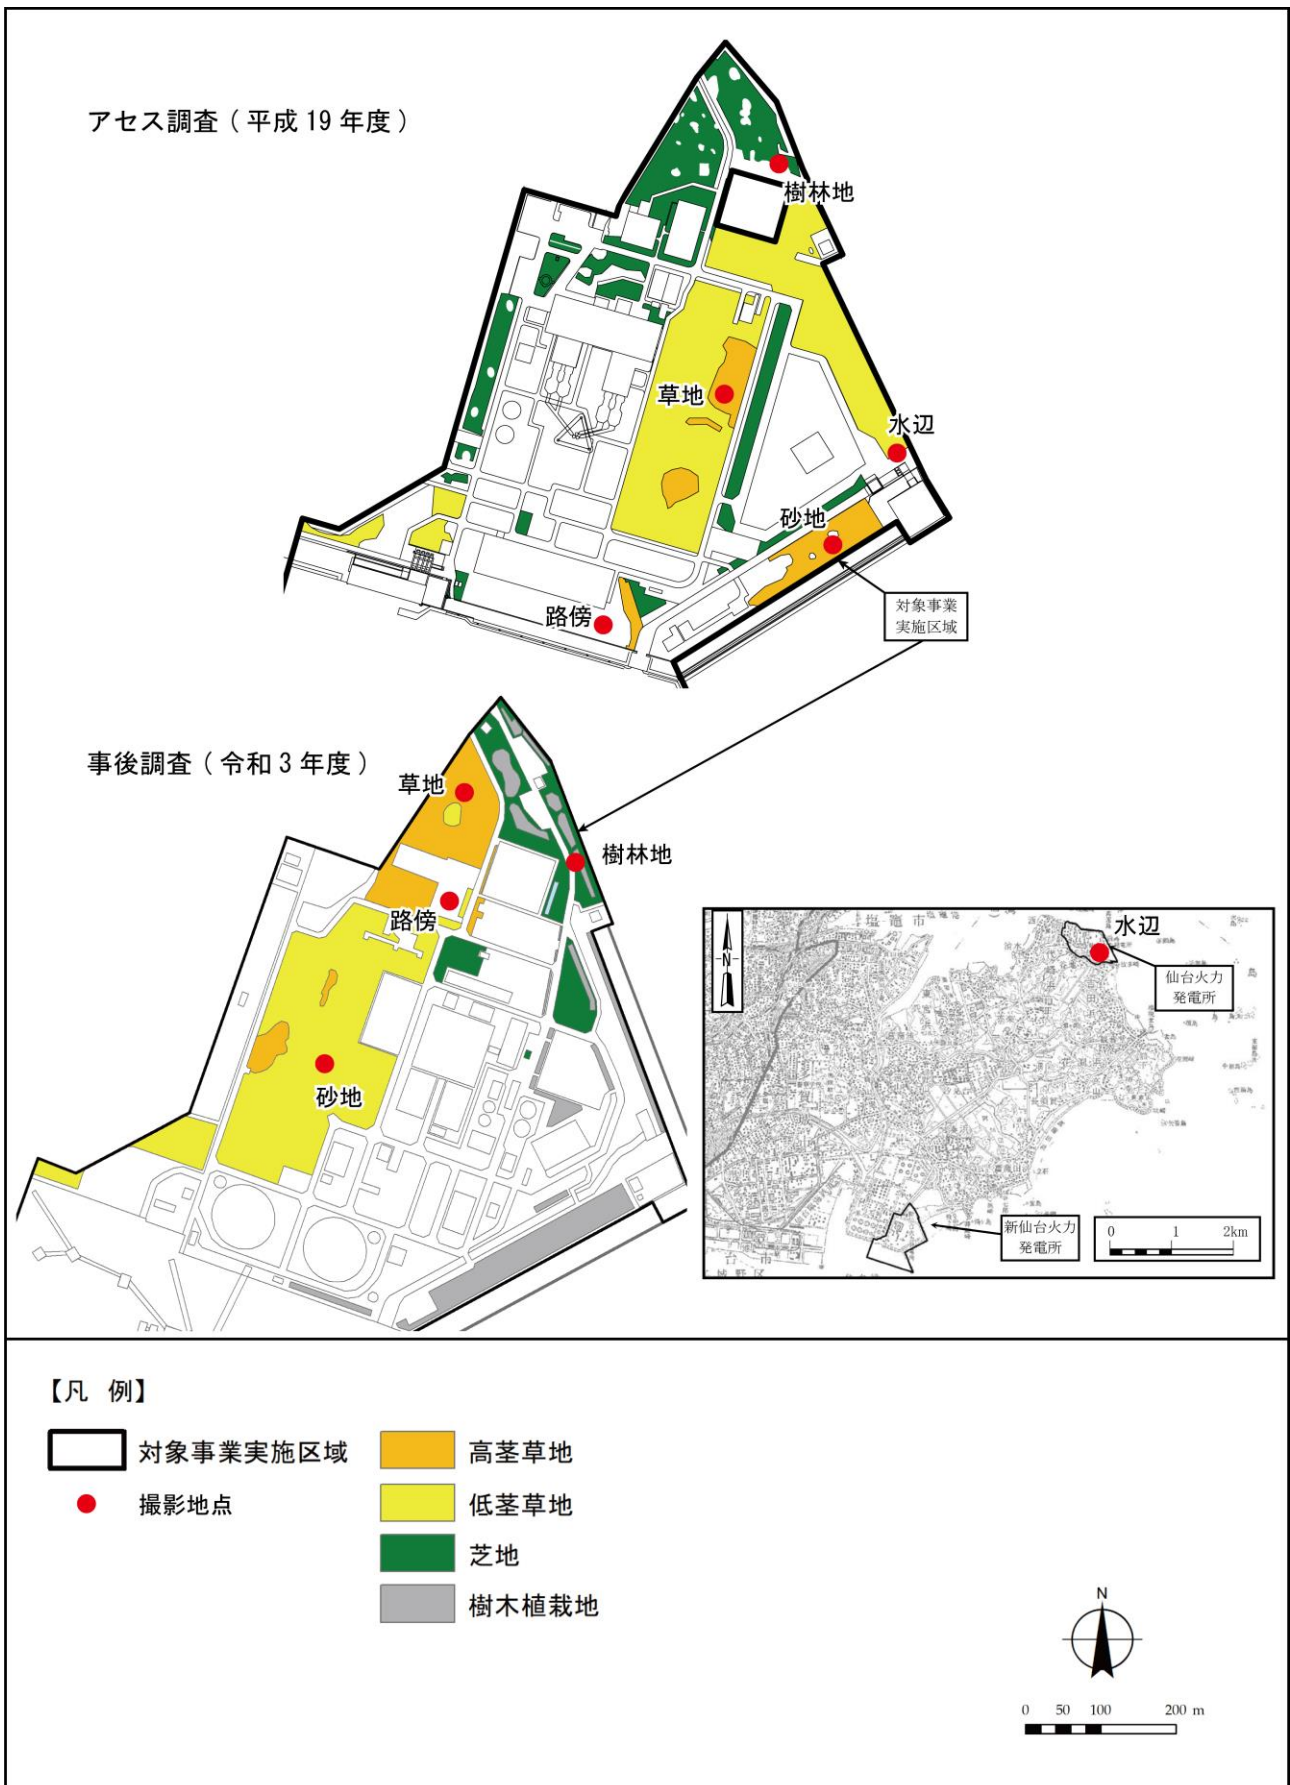 アセス調査（平成 19 年度）
樹林地
草地
水辺
砂地
路傍
対象事業
実施区域
事後調査（令和 3 年度）
草地
樹林地
路傍
砂地
塩竈市
水辺
仙台火力
発電所
N
新仙台火力
発電所
0 1 2km
【凡 例】
対象事業実施区域
撮影地点
高茎草地
低茎草地
芝地
樹木植栽地
N
0 50 100 200 m